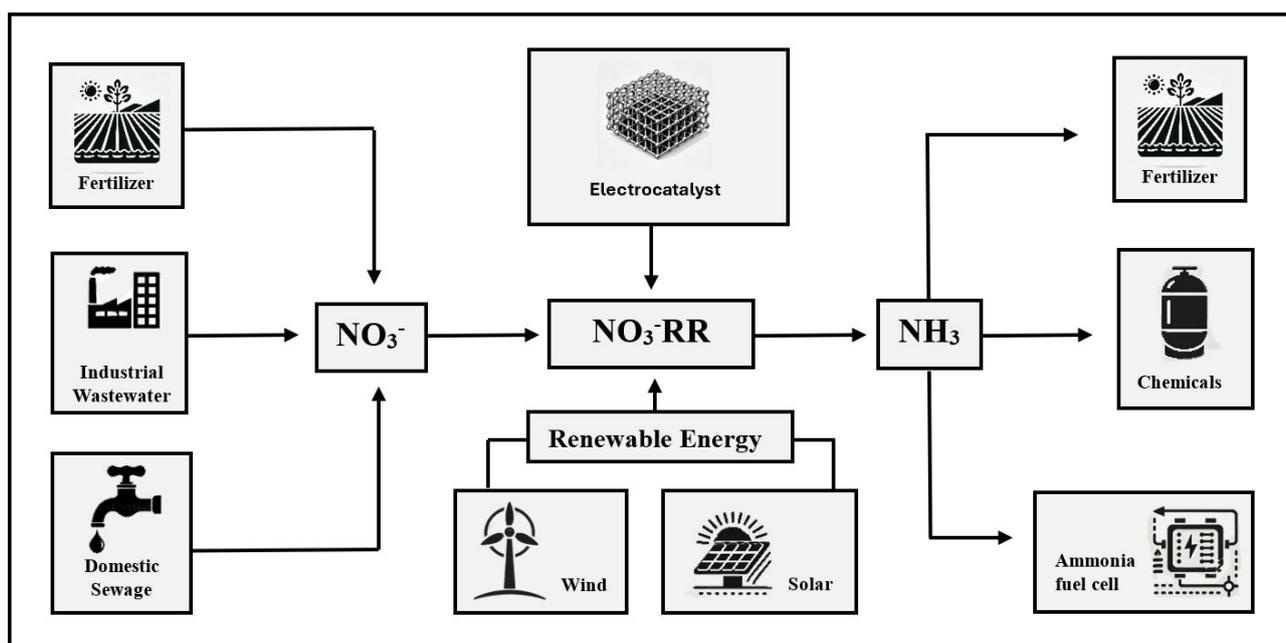 Fertilizer
Industrial
Wastewater
Domestic
Sewage
NO₃⁻
Electrocatalyst
NO₃⁻RR
Renewable Energy
Wind
Solar
NH₃
Fertilizer
Chemicals
Ammonia
fuel cell